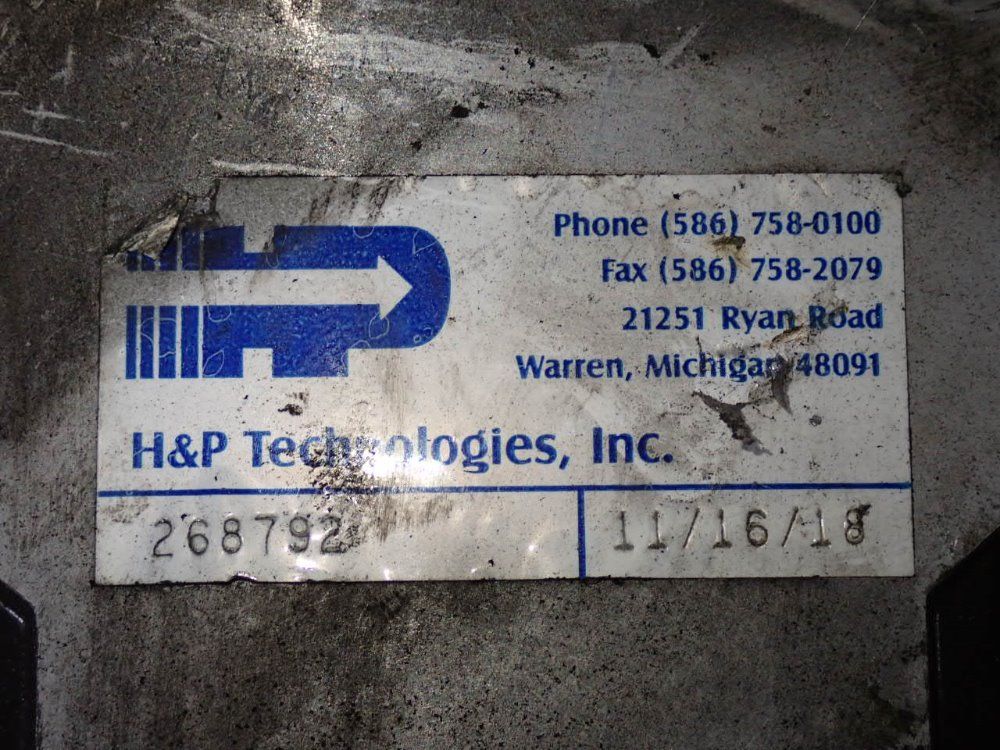 HP
Phone (586) 758-0100
Fax (586) 758-2079
21251 Ryan Road
Warren, Michigan 48091
H&P Technologies, Inc.
268792
11/16/18